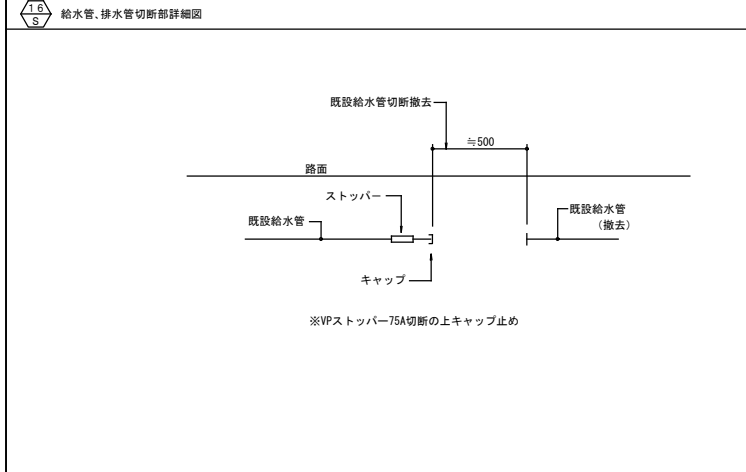 16
S
給水管､排水管切断部詳細図
既設給水管切断撤去
≒500
路面
ストッパー
既設給水管
既設給水管
(撤去)
キャップ
※VPストッパー75A切断の上キャップ止め